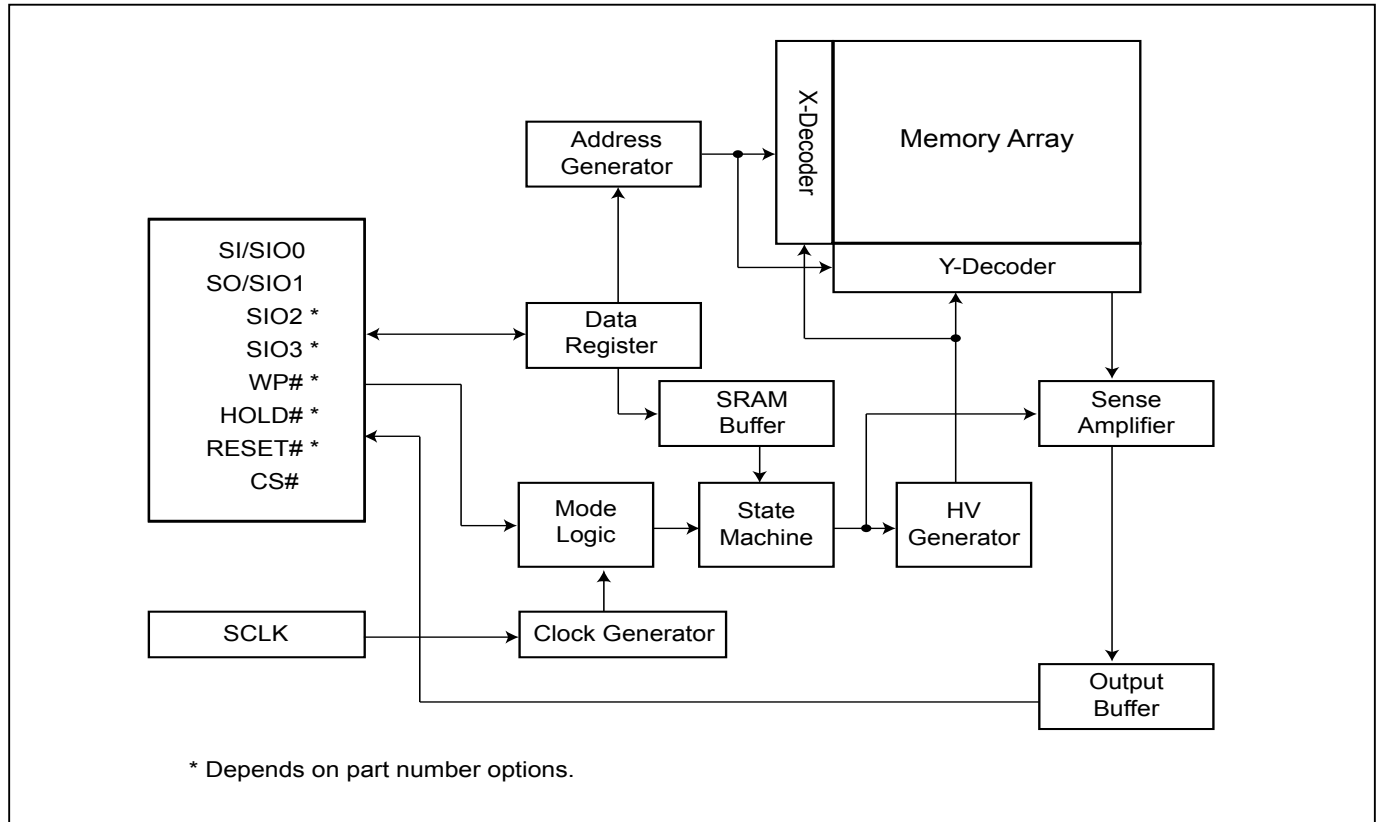 X-Decoder
Memory Array
Address
Generator
SI/SIO0
SO/SIO1
SIO2 *
SIO3 *
WP# *
HOLD# *
RESET# *
CS#
Y-Decoder
Data
Register
SRAM
Buffer
Sense
Amplifier
Mode
Logic
State
Machine
HV
Generator
SCLK
Clock Generator
Output
Buffer
* Depends on part number options.